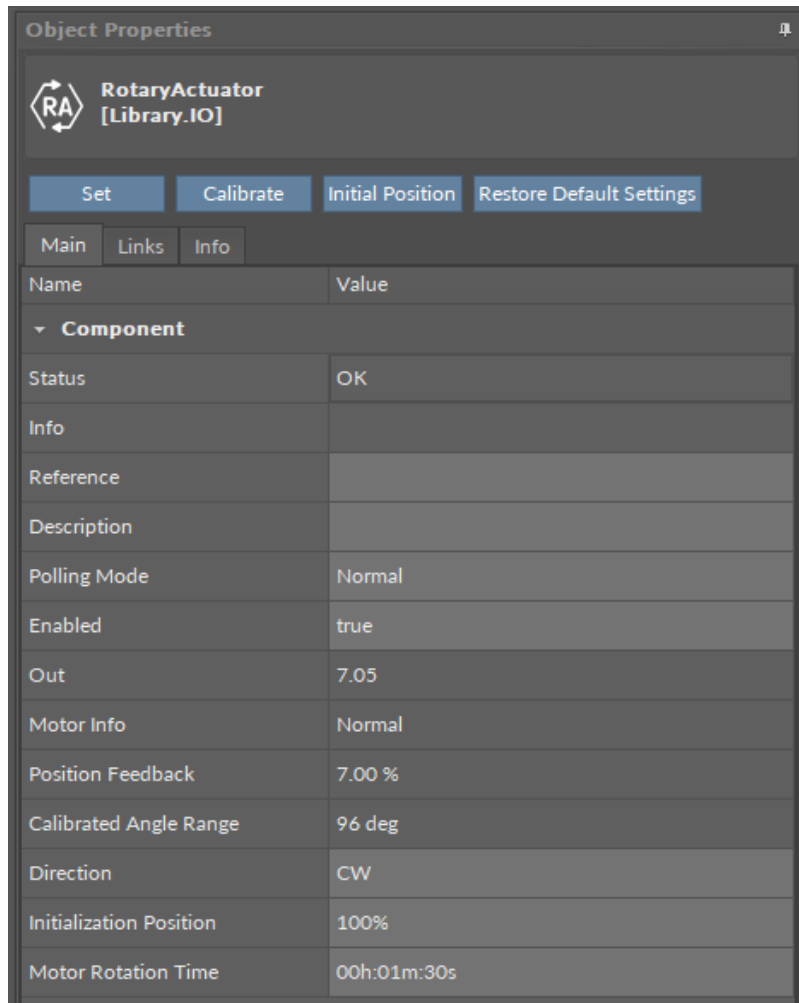 Object Properties
RA
RotaryActuator
[Library.IO]
Set Calibrate Initial Position Restore Default Settings
Main Links Info
Name Value
Component
Status OK
Info
Reference
Description
Polling Mode Normal
Enabled true
Out 7.05
Motor Info Normal
Position Feedback 7.00 %
Calibrated Angle Range 96 deg
Direction CW
Initialization Position 100%
Motor Rotation Time 00h:01m:30s